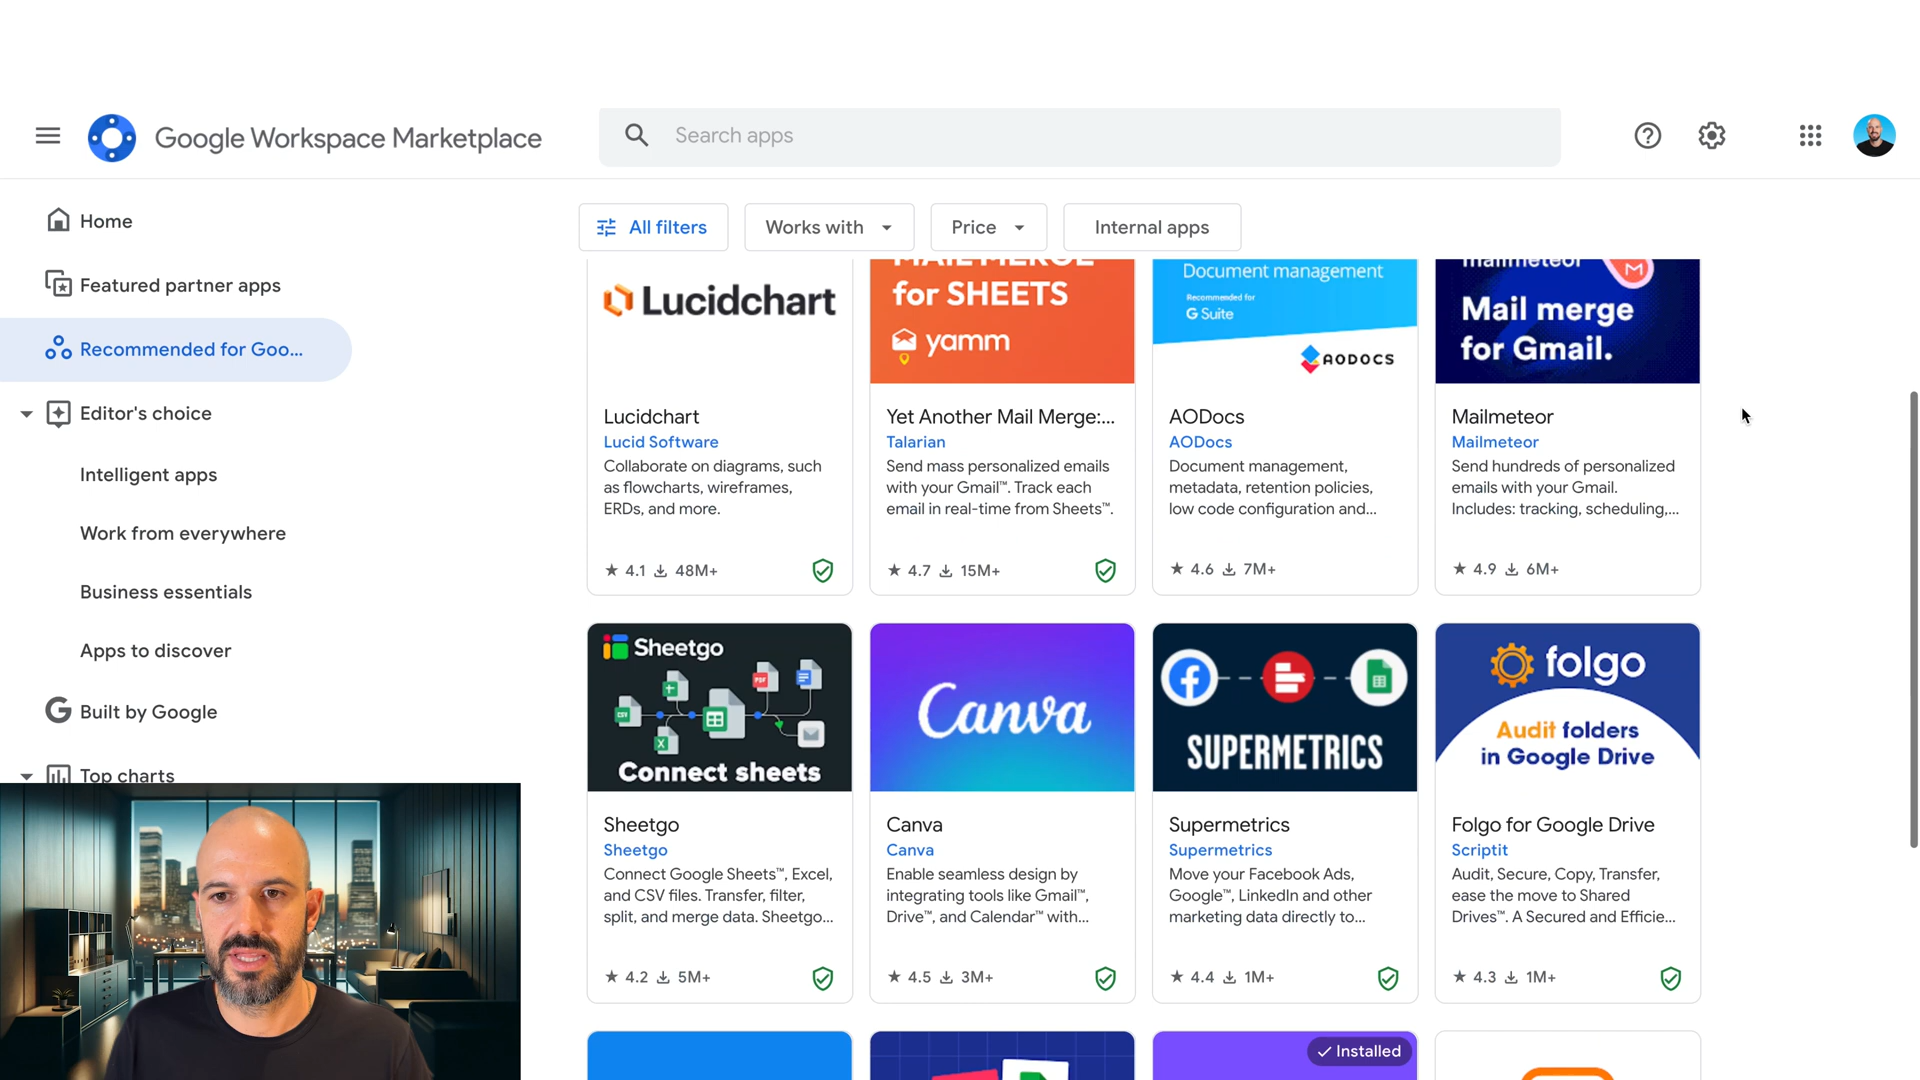 Google Workspace Marketplace
Search apps
Home
Featured partner apps
Recommended for Goo...
Editor's choice
Intelligent apps
Work from everywhere
Business essentials
Apps to discover
Built by Google
Top charts
All filters
Works with
Price
Internal apps
Lucidchart
Lucidchart
Lucid Software
Collaborate on diagrams, such
as flowcharts, wireframes,
ERDs, and more.
4.1
48M+
MAIL MERGE
for SHEETS
yamm
Yet Another Mail Merge:...
Talarian
Send mass personalized emails
with your Gmail™. Track each
email in real-time from Sheets™.
4.7
15M+
Document management
Recommended for
G Suite
AODOCS
AODocs
AODocs
Document management,
metadata, retention policies,
low code configuration and...
4.6
7M+
mailmeteor
Mail merge
for Gmail.
Mailmeteor
Mailmeteor
Send hundreds of personalized
emails with your Gmail.
Includes: tracking, scheduling,...
4.9
6M+
Sheetgo
CSV
PDF
X
Connect sheets
Sheetgo
Sheetgo
Connect Google Sheets™, Excel,
and CSV files. Transfer, filter,
split, and merge data. Sheetgo...
4.2
5M+
Canva
Canva
Canva
Enable seamless design by
integrating tools like Gmail™,
Drive™, and Calendar™ with...
4.5
3M+
SUPERMETRICS
Supermetrics
Supermetrics
Move your Facebook Ads,
Google™, LinkedIn and other
marketing data directly to...
4.4
1M+
folgo
Audit folders
in Google Drive
Folgo for Google Drive
Scriptit
Audit, Secure, Copy, Transfer,
ease the move to Shared
Drives™. A Secured and Efficie...
4.3
1M+
Installed